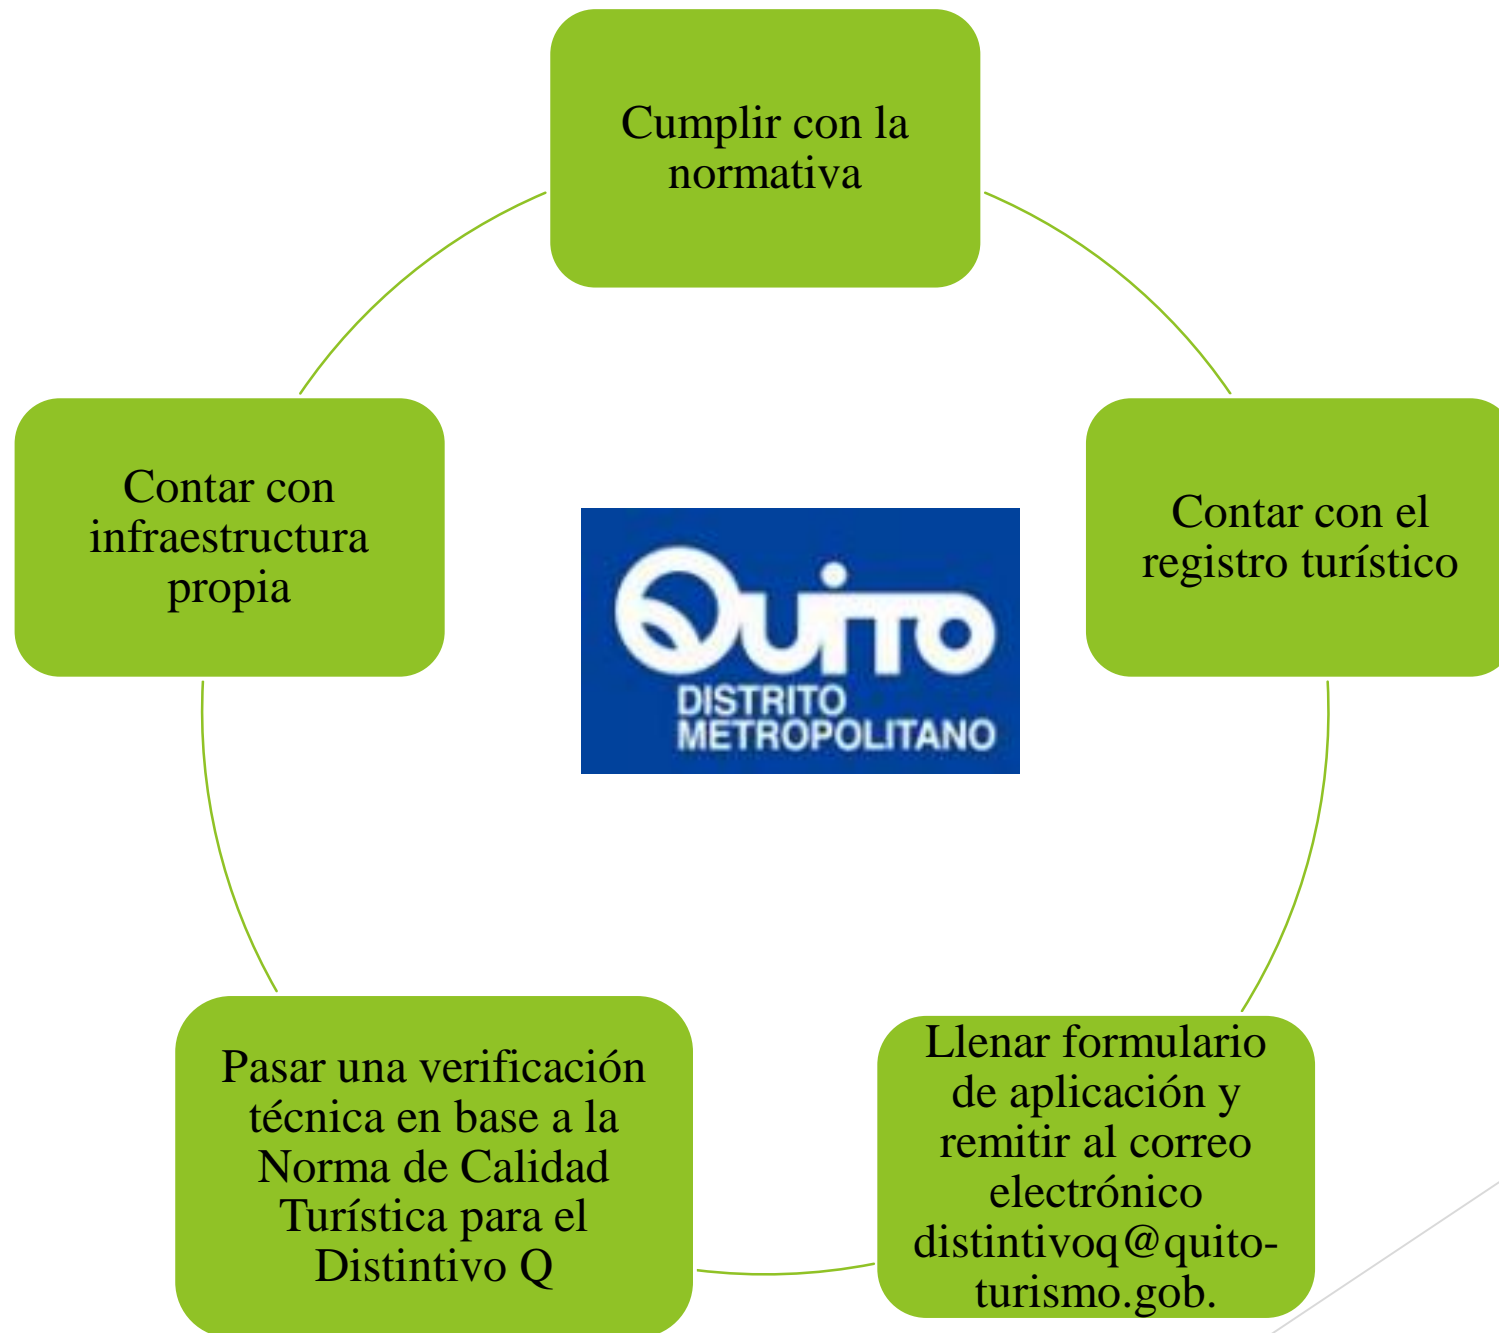 Cumplir con la
normativa
Contar con el
registro turístico
Llenar formulario
de aplicación y
remitir al correo
electrónico
distintivoq@quito-
turismo.gob.
Pasar una verificación
técnica en base a la
Norma de Calidad
Turística para el
Distintivo Q
Contar con
infraestructura
propia
QUITO
DISTRITO
METROPOLITANO